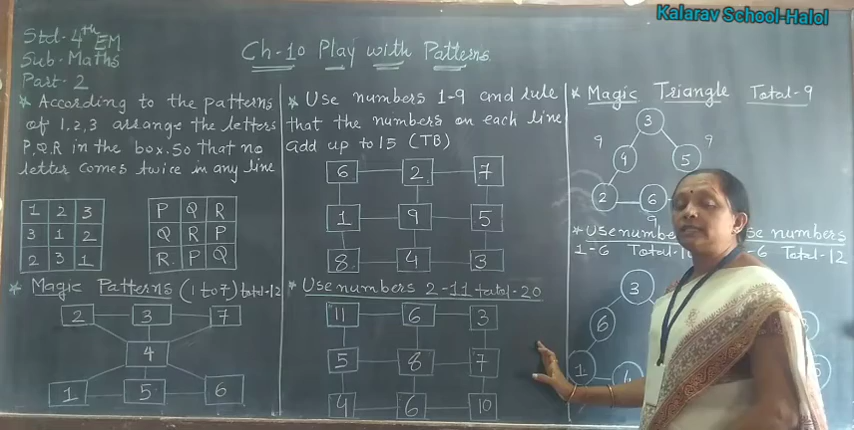 Kalarav School-Halol
Std- 4th EM
Sub- Maths
Part- 2
Ch-10 Play with Patterns
* According to the patterns
of 1,2,3 arrange the letters
P,Q,R in the box. So that no
letter comes twice in any line
1 2 3
3 1 2
2 3 1
P Q R
Q R P
R. P Q
* Magic Patterns (1 to 7) total-12
2 3 7
4
1 5 6
* Use numbers 1-9 and rule
that the numbers on each line
add up to 15 (TB)
6 2 7
1 9 5
8 4 3
* Use numbers 2-11 total-20
11 6 3
5 8 7
4 6 10
* Magic Triangle Total-9
3
9 9
4 5
2 6
9
* Use numbe
1-6 Total-1
3
6
1
se numbers
-6 Total-12